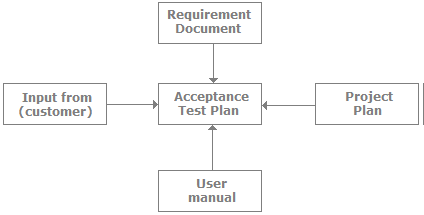 Requirement
Document
Input from
(customer)
Acceptance
Test Plan
Project
Plan
User
manual